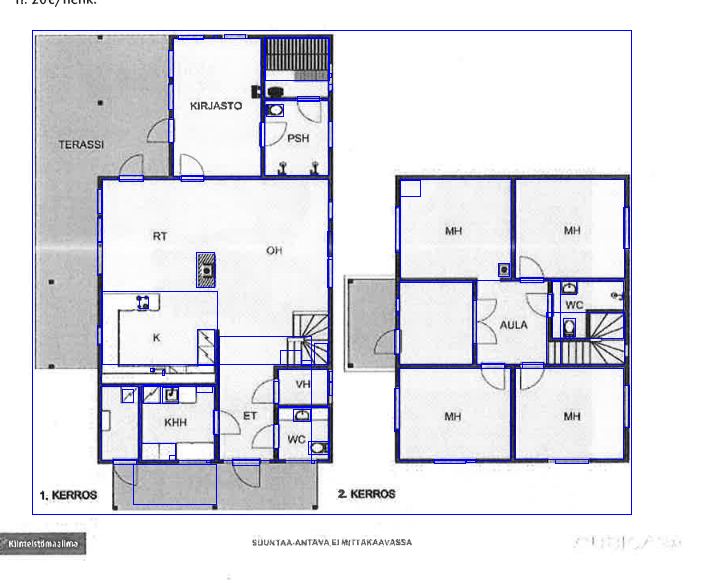 KIRJASTO
PSH
TERASSI
RT
OH
MH
MH
K
AULA
WC
VH
ET
KHH
WC
MH
MH
1. KERROS
2. KERROS
Kiinteistömaailma
SUUNTAA-ANTAVA, EI MITTAKAAVASSA